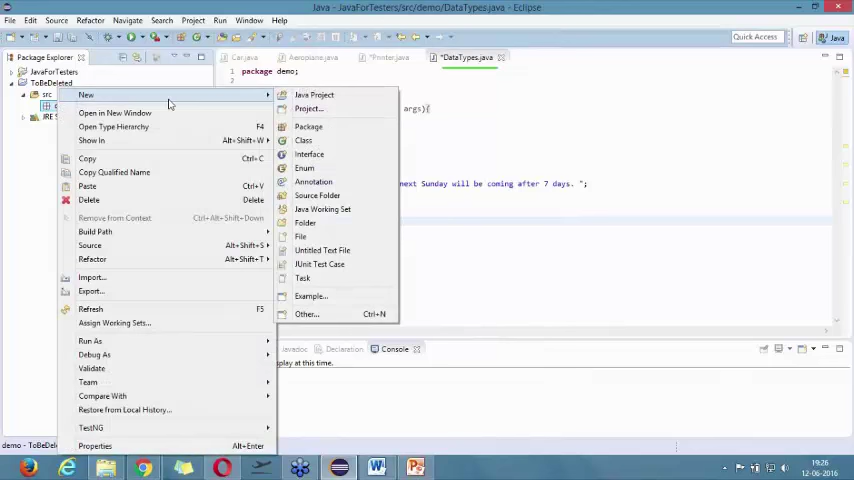 Java - JavaForTesters/src/demo/DataTypes.java - Eclipse
File Edit Source Refactor Navigate Search Project Run Window Help
Quick Access
Java
Package Explorer
Car.java
*Printer.java
*DataTypes.java
JavaForTesters
ToBeDeleted
src
JRE S
1 package demo;
2
args){
next Sunday will be coming after 7 days. ";
New
Open in New Window
Open Type Hierarchy F4
Show In Alt+Shift+W
Copy Ctrl+C
Copy Qualified Name
Paste Ctrl+V
Delete Delete
Remove from Context Ctrl+Alt+Shift+Down
Build Path
Source Alt+Shift+S
Refactor Alt+Shift+T
Import...
Export...
Refresh F5
Assign Working Sets...
Run As
Debug As
Validate
Team
Compare With
Restore from Local History...
TestNG
Properties Alt+Enter
Java Project
Project...
Package
Class
Interface
Enum
Annotation
Source Folder
Java Working Set
Folder
File
Untitled Text File
JUnit Test Case
Task
Example...
Other... Ctrl+N
Javadoc
Declaration
Console
play at this time.
demo - ToBeDel
19:26
12-06-2016